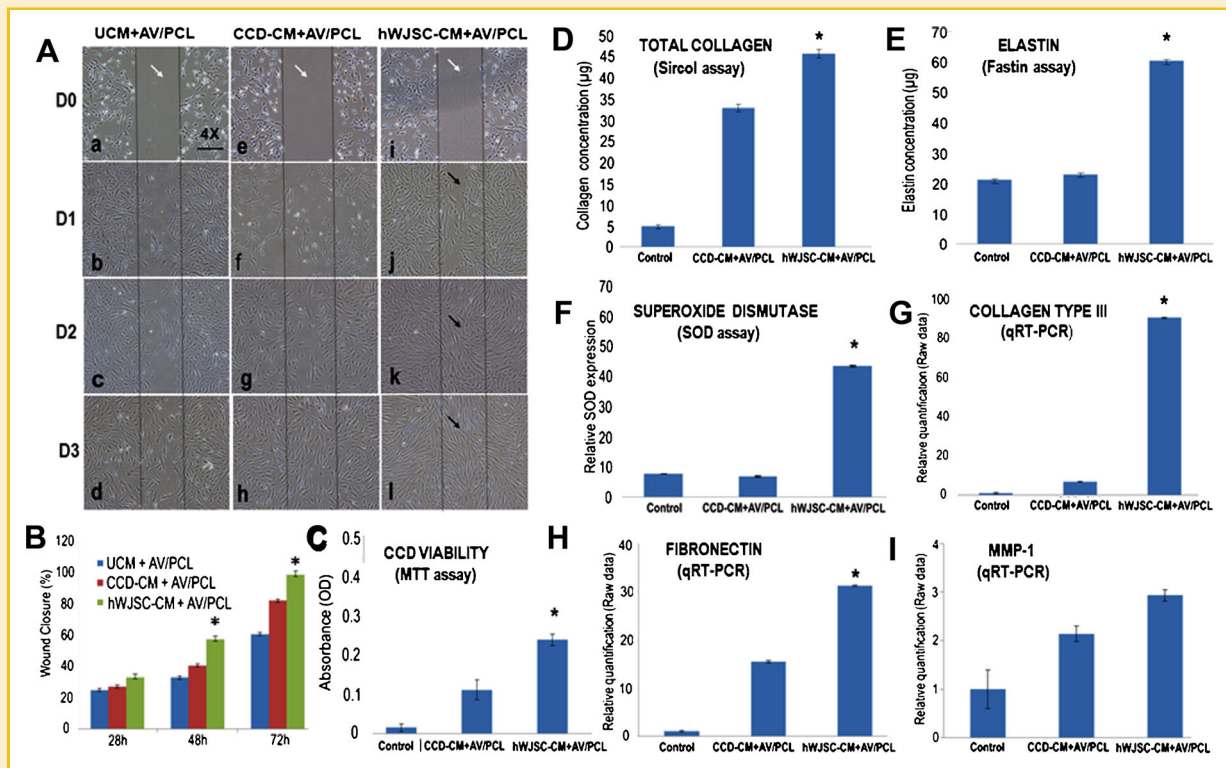 A
UCM+AV/PCL CCD-CM+AV/PCL hWJSC-CM+AV/PCL
D0
a 4X e i
D1
b f j
D2
c g k
D3
d h l
B
120
100
80
60
40
20
0
Wound Closure (%)
UCM + AV/PCL
CCD-CM + AV/PCL
hWJSC-CM + AV/PCL
*
*
28h 48h 72h
C
CCD VIABILITY
(MTT assay)
0.5
0.4
0.3
0.2
0.1
0
Absorbance (OD)
*
Control CCD-CM+AV/PCL hWJSC-CM+AV/PCL
D
TOTAL COLLAGEN
(Sircol assay)
50
45
40
35
30
25
20
15
10
5
0
Collagen concentration (µg)
*
Control CCD-CM+AV/PCL hWJSC-CM+AV/PCL
E
ELASTIN
(Fastin assay)
70
60
50
40
30
20
10
0
Elastin concentration (µg)
*
Control CCD-CM+AV/PCL hWJSC-CM+AV/PCL
F
SUPEROXIDE DISMUTASE
(SOD assay)
70
60
50
40
30
20
10
0
Relative SOD expression
*
Control CCD-CM+AV/PCL hWJSC-CM+AV/PCL
G
COLLAGEN TYPE III
(qRT-PCR)
100
80
60
40
20
0
Relative quantification (Raw data)
*
Control CCD-CM+AV/PCL hWJSC-CM+AV/PCL
H
FIBRONECTIN
(qRT-PCR)
40
30
20
10
0
Relative quantification (Raw data)
*
Control CCD-CM+AV/PCL hWJSC-CM+AV/PCL
I
MMP-1
(qRT-PCR)
4
3
2
1
0
Relative quantification (Raw data)
Control CCD-CM+AV/PCL hWJSC-CM+AV/PCL